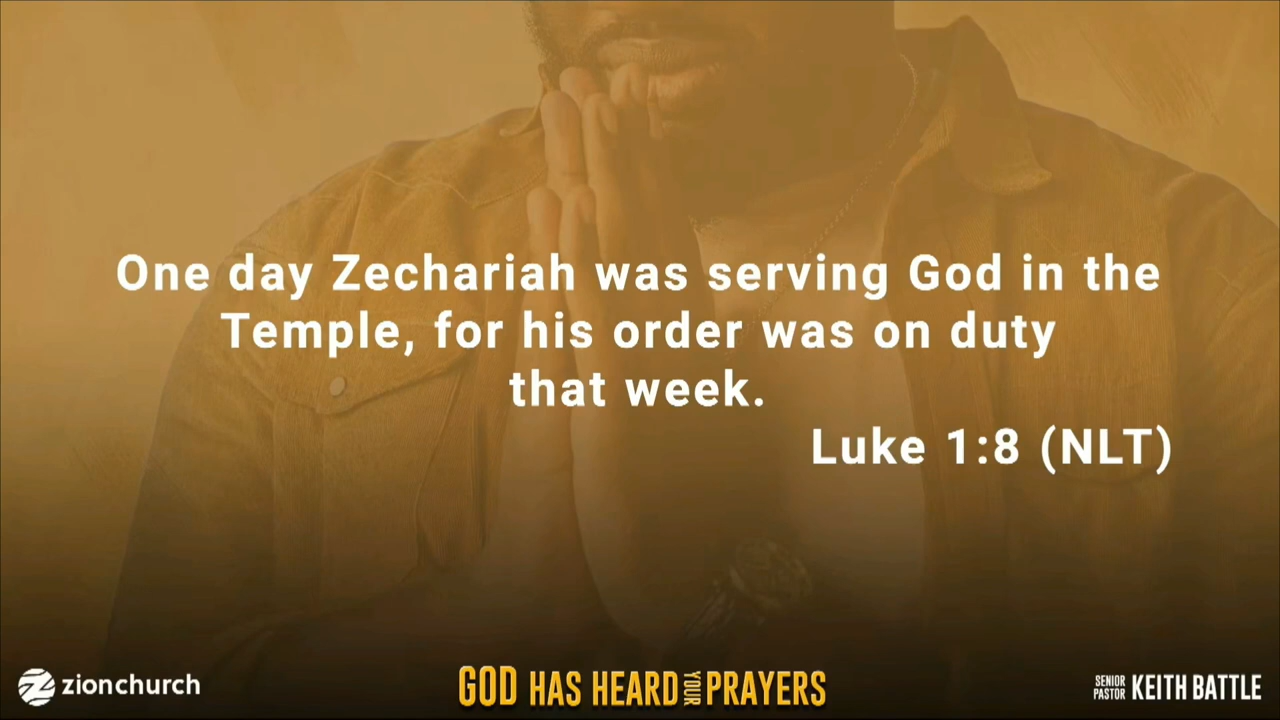 One day Zechariah was serving God in the
Temple, for his order was on duty
that week.
Luke 1:8 (NLT)
zionchurch
GOD HAS HEARD YOUR PRAYERS
SENIOR PASTOR KEITH BATTLE